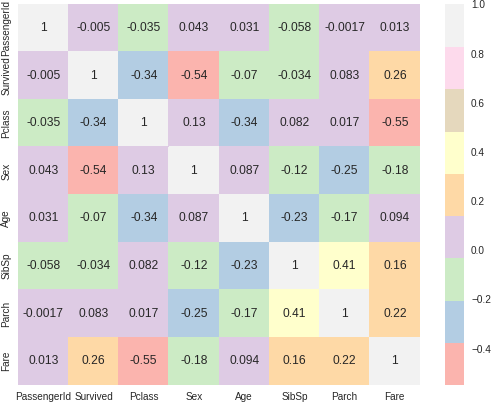 PassengerId 1 -0.005 -0.035 0.043 0.031 -0.058 -0.0017 0.013
Survived -0.005 1 -0.34 -0.54 -0.07 -0.034 0.083 0.26
Pclass -0.035 -0.34 1 0.13 -0.34 0.082 0.017 -0.55
Sex 0.043 -0.54 0.13 1 0.087 -0.12 -0.25 -0.18
Age 0.031 -0.07 -0.34 0.087 1 -0.23 -0.17 0.094
SibSp -0.058 -0.034 0.082 -0.12 -0.23 1 0.41 0.16
Parch -0.0017 0.083 0.017 -0.25 -0.17 0.41 1 0.22
Fare 0.013 0.26 -0.55 -0.18 0.094 0.16 0.22 1
PassengerId Survived Pclass Sex Age SibSp Parch Fare
1.0
0.8
0.6
0.4
0.2
0.0
−0.2
−0.4